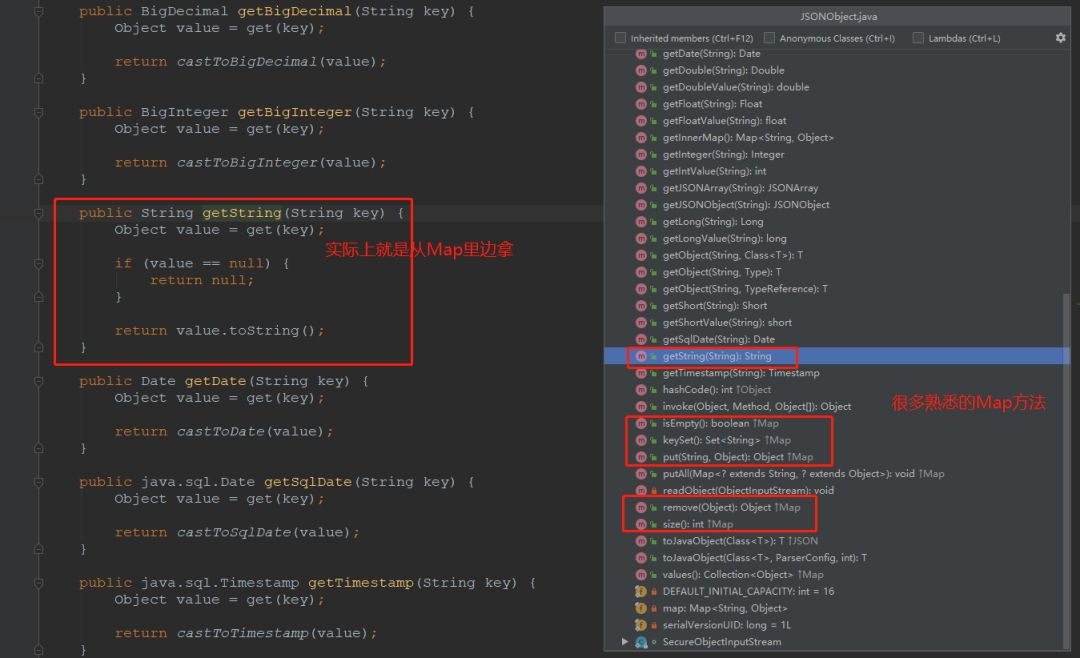 public BigDecimal getBigDecimal(String key) {
Object value = get(key);
return castToBigDecimal(value);
}
public BigInteger getBigInteger(String key) {
Object value = get(key);
return castToBigInteger(value);
}
public String getString(String key) {
Object value = get(key);
实际上就是从Map里边拿
if (value == null) {
return null;
}
return value.toString();
}
public Date getDate(String key) {
Object value = get(key);
return castToDate(value);
}
public java.sql.Date getSqlDate(String key) {
Object value = get(key);
return castToSqlDate(value);
}
public java.sql.Timestamp getTimestamp(String key) {
Object value = get(key);
return castToTimestamp(value);
}
JSONObject.java
Inherited members (Ctrl+F12) Anonymous Classes (Ctrl+I) Lambdas (Ctrl+L)
getDate(String): Date
getDouble(String): Double
getDoubleValue(String): double
getFloat(String): Float
getFloatValue(String): float
getInnerMap(): Map<String, Object>
getInteger(String): Integer
getIntValue(String): int
getJSONArray(String): JSONArray
getJSONObject(String): JSONObject
getLong(String): Long
getLongValue(String): long
getObject(String, Class<T>): T
getObject(String, Type): T
getObject(String, TypeReference): T
getShort(String): Short
getShortValue(String): short
getSqlDate(String): Date
getString(String): String
getTimestamp(String): Timestamp
hashCode(): int ↑Object
invoke(Object, Method, Object[]): Object
很多熟悉的Map方法
isEmpty(): boolean ↑Map
keySet(): Set<String> ↑Map
put(String, Object): Object ↑Map
putAll(Map<? extends String, ? extends Object>): void ↑Map
readObject(ObjectInputStream): void
remove(Object): Object ↑Map
size(): int ↑Map
toJavaObject(Class<T>): T ↑JSON
toJavaObject(Class<T>, ParserConfig, int): T
values(): Collection<Object> ↑Map
DEFAULT_INITIAL_CAPACITY: int = 16
map: Map<String, Object>
serialVersionUID: long = 1L
SecureObjectInputStream